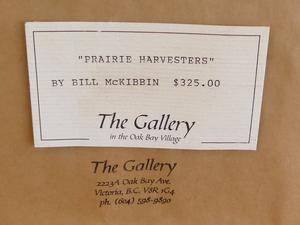 "PRAIRIE HARVESTERS"
BY BILL McKIBBIN $325.00
The Gallery
in the Oak Bay Village
The Gallery
2223A Oak Bay Ave.
Victoria, B.C. V8R 1G4
ph. (604) 598-9890